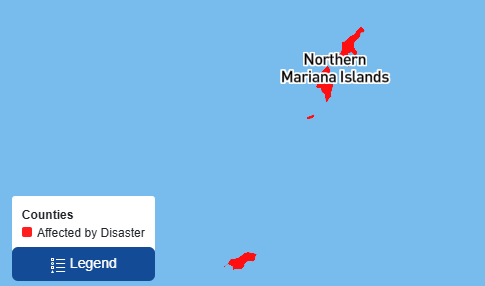 Northern
Mariana Islands
Counties
Affected by Disaster
Legend